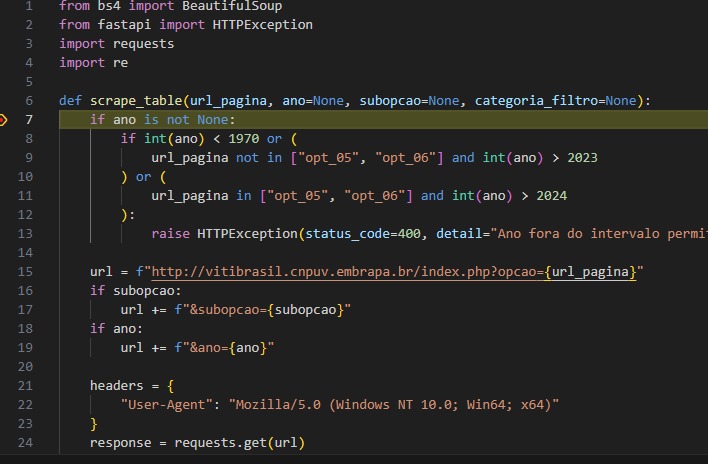 1 from bs4 import BeautifulSoup
2 from fastapi import HTTPException
3 import requests
4 import re
5
6 def scrape_table(url_pagina, ano=None, subopcao=None, categoria_filtro=None):
7     if ano is not None:
8         if int(ano) < 1970 or (
9             url_pagina not in ["opt_05", "opt_06"] and int(ano) > 2023
10         ) or (
11             url_pagina in ["opt_05", "opt_06"] and int(ano) > 2024
12         ):
13             raise HTTPException(status_code=400, detail="Ano fora do intervalo permi
14
15     url = f"http://vitibrasil.cnpuv.embrapa.br/index.php?opcao={url_pagina}"
16     if subopcao:
17         url += f"&subopcao={subopcao}"
18     if ano:
19         url += f"&ano={ano}"
20
21     headers = {
22         "User-Agent": "Mozilla/5.0 (Windows NT 10.0; Win64; x64)"
23     }
24     response = requests.get(url)